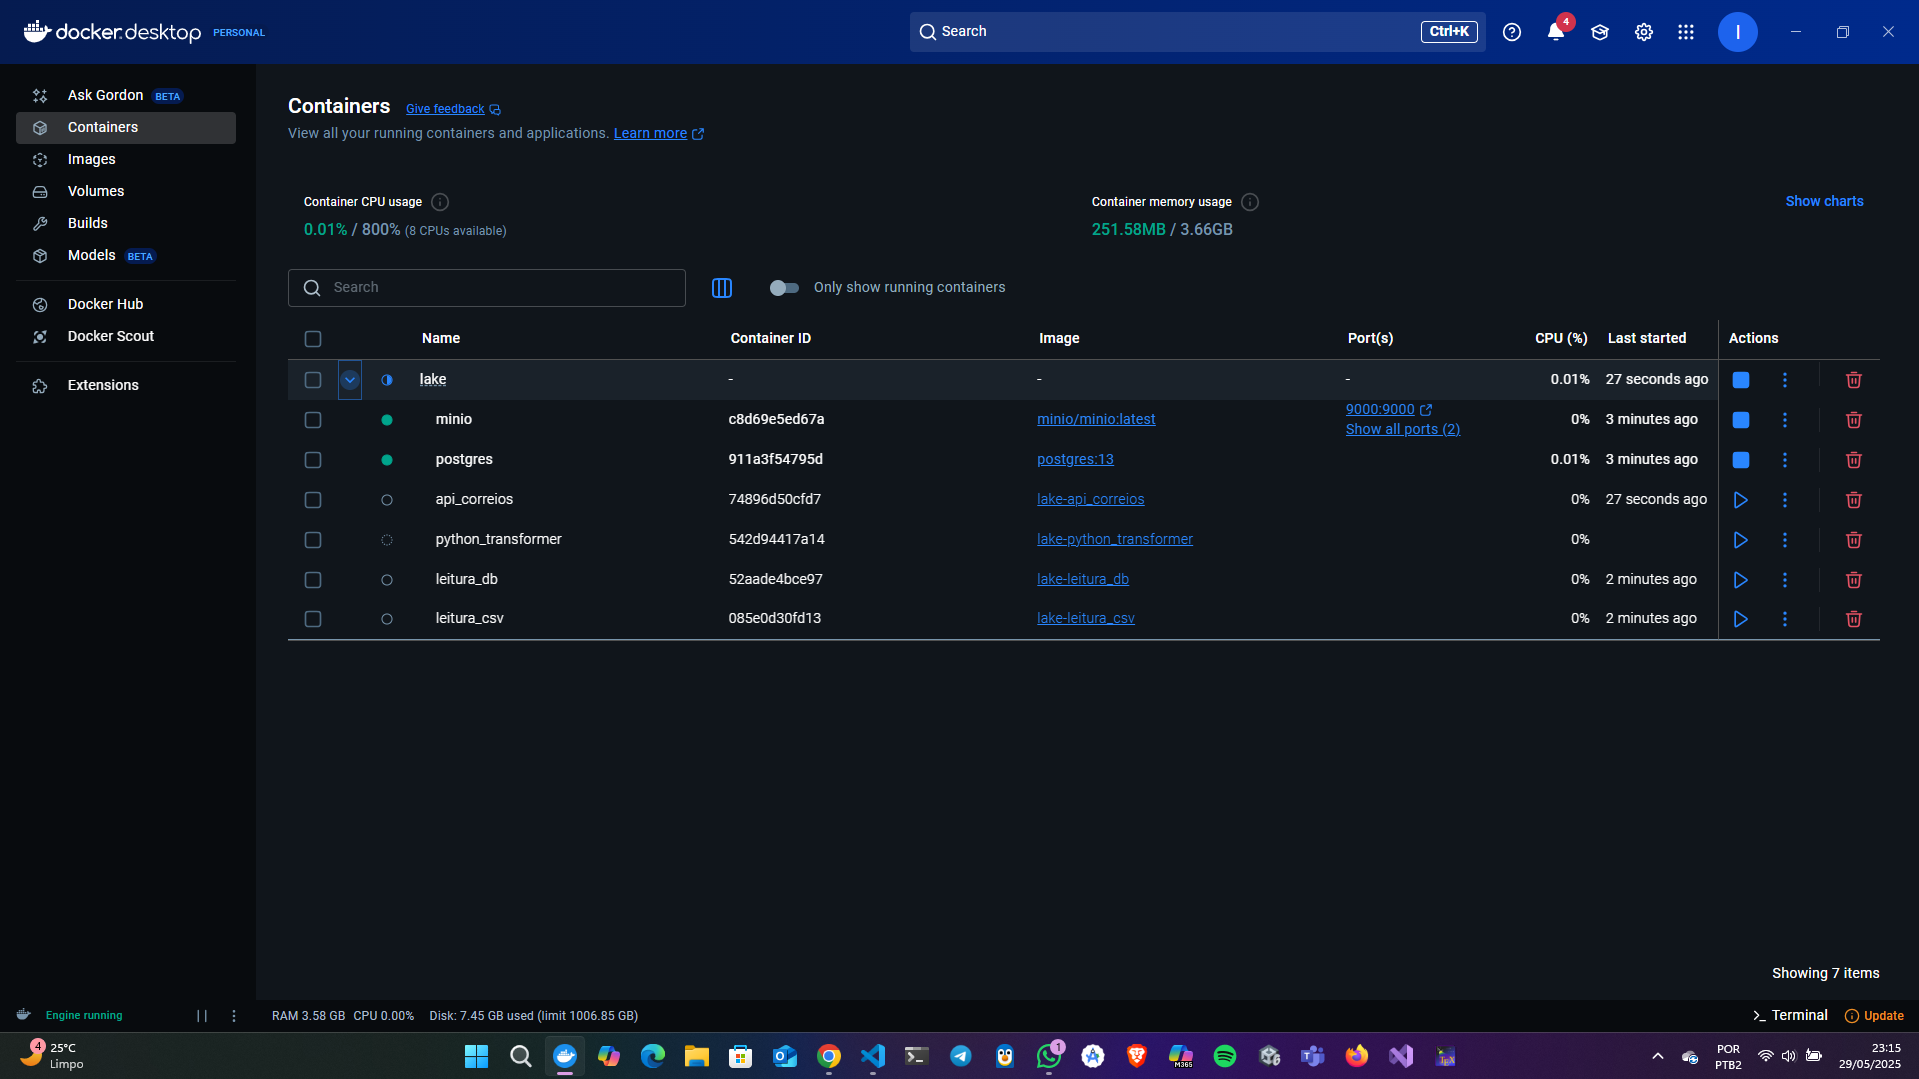 docker.desktop PERSONAL
Search Ctrl+K
4
I
Ask Gordon BETA
Containers
Images
Volumes
Builds
Models BETA
Docker Hub
Docker Scout
Extensions
Containers Give feedback
View all your running containers and applications. Learn more
Container CPU usage
0.01% / 800% (8 CPUs available)
Container memory usage
251.58MB / 3.66GB
Show charts
Search
Only show running containers
Name Container ID Image Port(s) CPU (%) Last started Actions
lake - - - 0.01% 27 seconds ago
minio c8d69e5ed67a minio/minio:latest 9000:9000 Show all ports (2) 0% 3 minutes ago
postgres 911a3f54795d postgres:13 0.01% 3 minutes ago
api_correios 74896d50cfd7 lake-api_correios 0% 27 seconds ago
python_transformer 542d94417a14 lake-python_transformer 0%
leitura_db 52aade4bce97 lake-leitura_db 0% 2 minutes ago
leitura_csv 085e0d30fd13 lake-leitura_csv 0% 2 minutes ago
Showing 7 items
Engine running
RAM 3.58 GB CPU 0.00% Disk: 7.45 GB used (limit 1006.85 GB)
Terminal
Update
4
25°C
Limpo
1
M365
POR
PTB2
23:15
29/05/2025